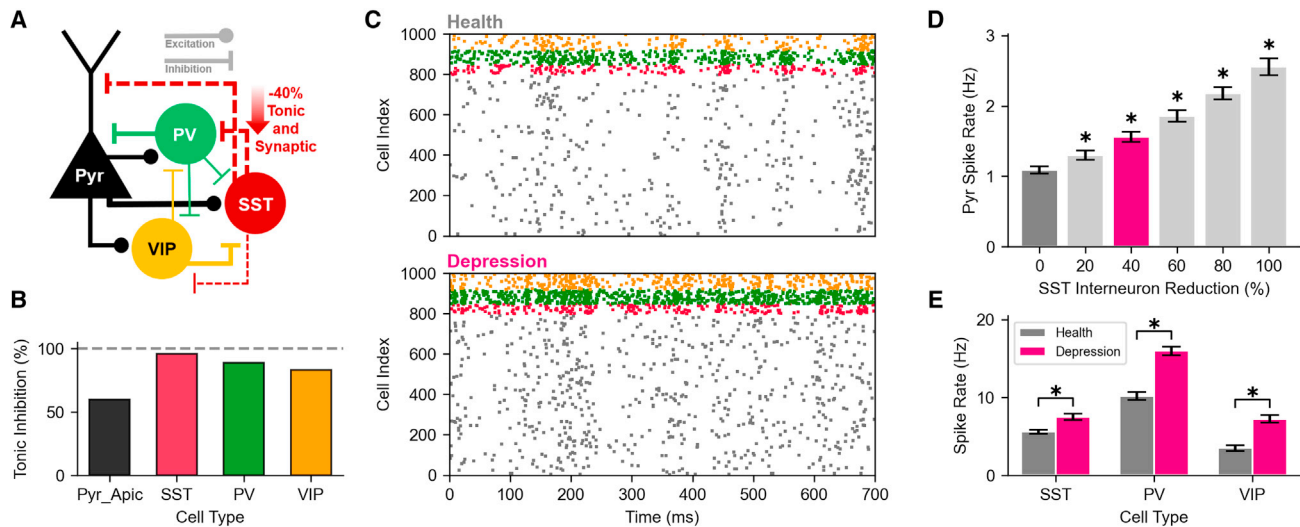 A
Excitation
Inhibition
-40%
Tonic
and
Synaptic
PV
Pyr
SST
VIP
B
Tonic Inhibition (%)
100
50
0
Pyr_Apic SST PV VIP
Cell Type
C
Health
Cell Index
1000
800
600
400
200
0
Depression
Cell Index
1000
800
600
400
200
0
0 100 200 300 400 500 600 700
Time (ms)
D
Pyr Spike Rate (Hz)
3
2
1
0
* * * * *
0 20 40 60 80 100
SST Interneuron Reduction (%)
E
Spike Rate (Hz)
20
10
0
Health
Depression
* * *
SST PV VIP
Cell Type